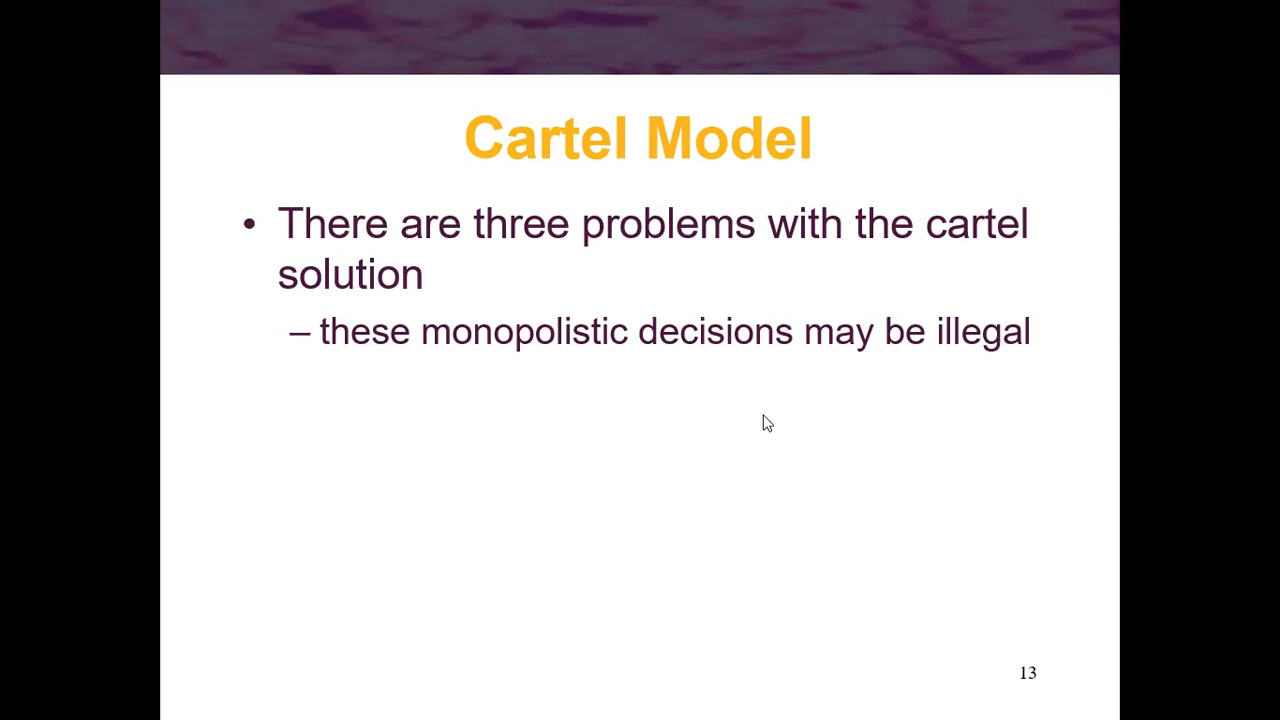 Cartel Model
• There are three problems with the cartel
solution
– these monopolistic decisions may be illegal
13